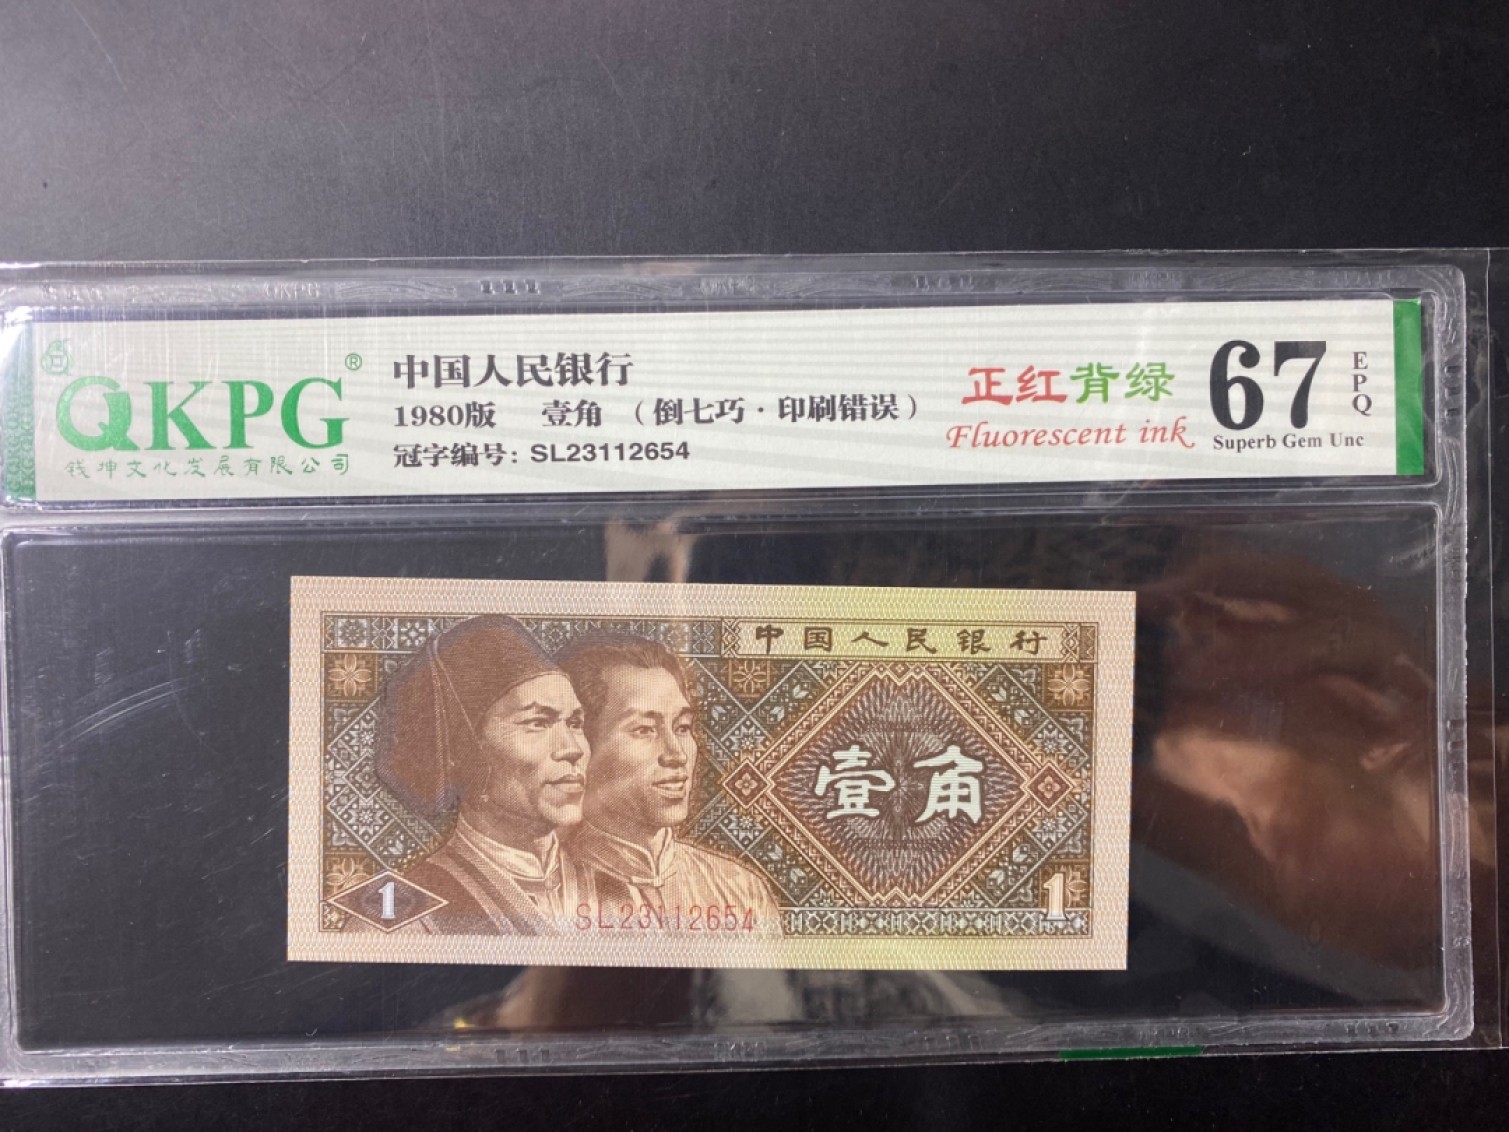 QKPG®
钱坤文化发展有限公司
中国人民银行
1980版 壹角 （倒七巧·印刷错误）
冠字编号: SL23112654
正红背绿
Fluorescent ink
67
EPQ
Superb Gem Unc
中国人民银行
壹角
1
1
SL23112654